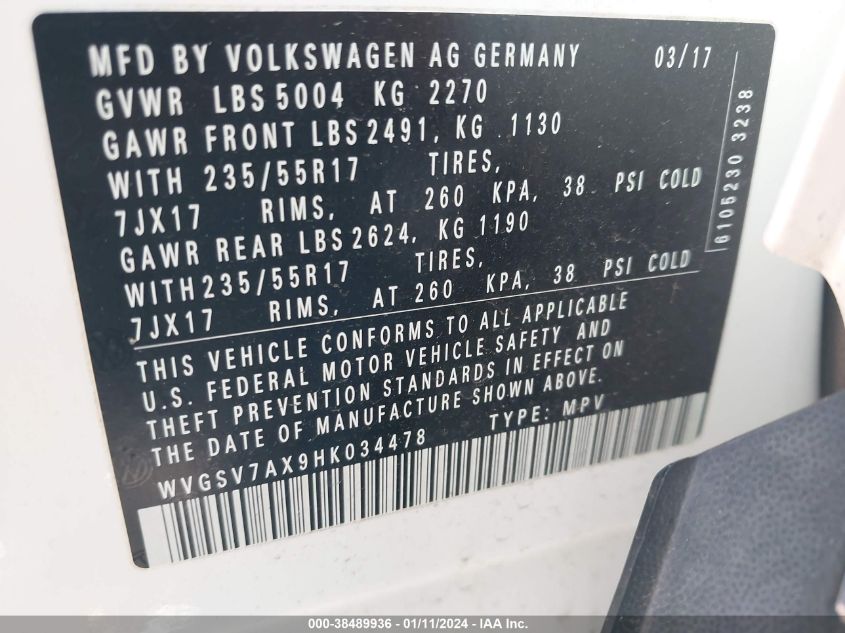 MFD BY VOLKSWAGEN AG GERMANY 03/17
GVWR LBS 5004 KG 2270
GAWR FRONT LBS 2491, KG 1130
WITH 235/55R17 TIRES,
7JX17 RIMS, AT 260 KPA, 38 PSI COLD
GAWR REAR LBS 2624, KG 1190
WITH 235/55R17 TIRES,
7JX17 RIMS, AT 260 KPA, 38 PSI COLD
THIS VEHICLE CONFORMS TO ALL APPLICABLE
U.S. FEDERAL MOTOR VEHICLE SAFETY AND
THEFT PREVENTION STANDARDS IN EFFECT ON
THE DATE OF MANUFACTURE SHOWN ABOVE.
WVGSV7AX9HK034478 TYPE: MPV
6105230 3238
000-38489936 - 01/11/2024 - IAA Inc.